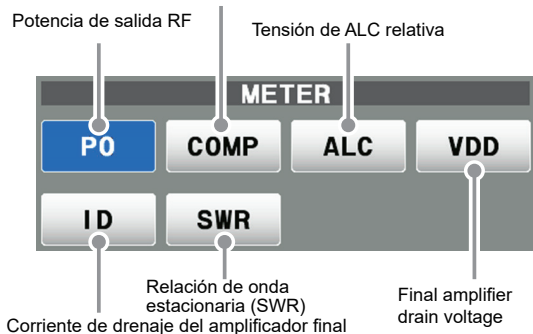 Potencia de salida RF
Tensión de ALC relativa
METER
PO COMP ALC VDD
ID SWR
Relación de onda
estacionaria (SWR)
Final amplifier
drain voltage
Corriente de drenaje del amplificador final